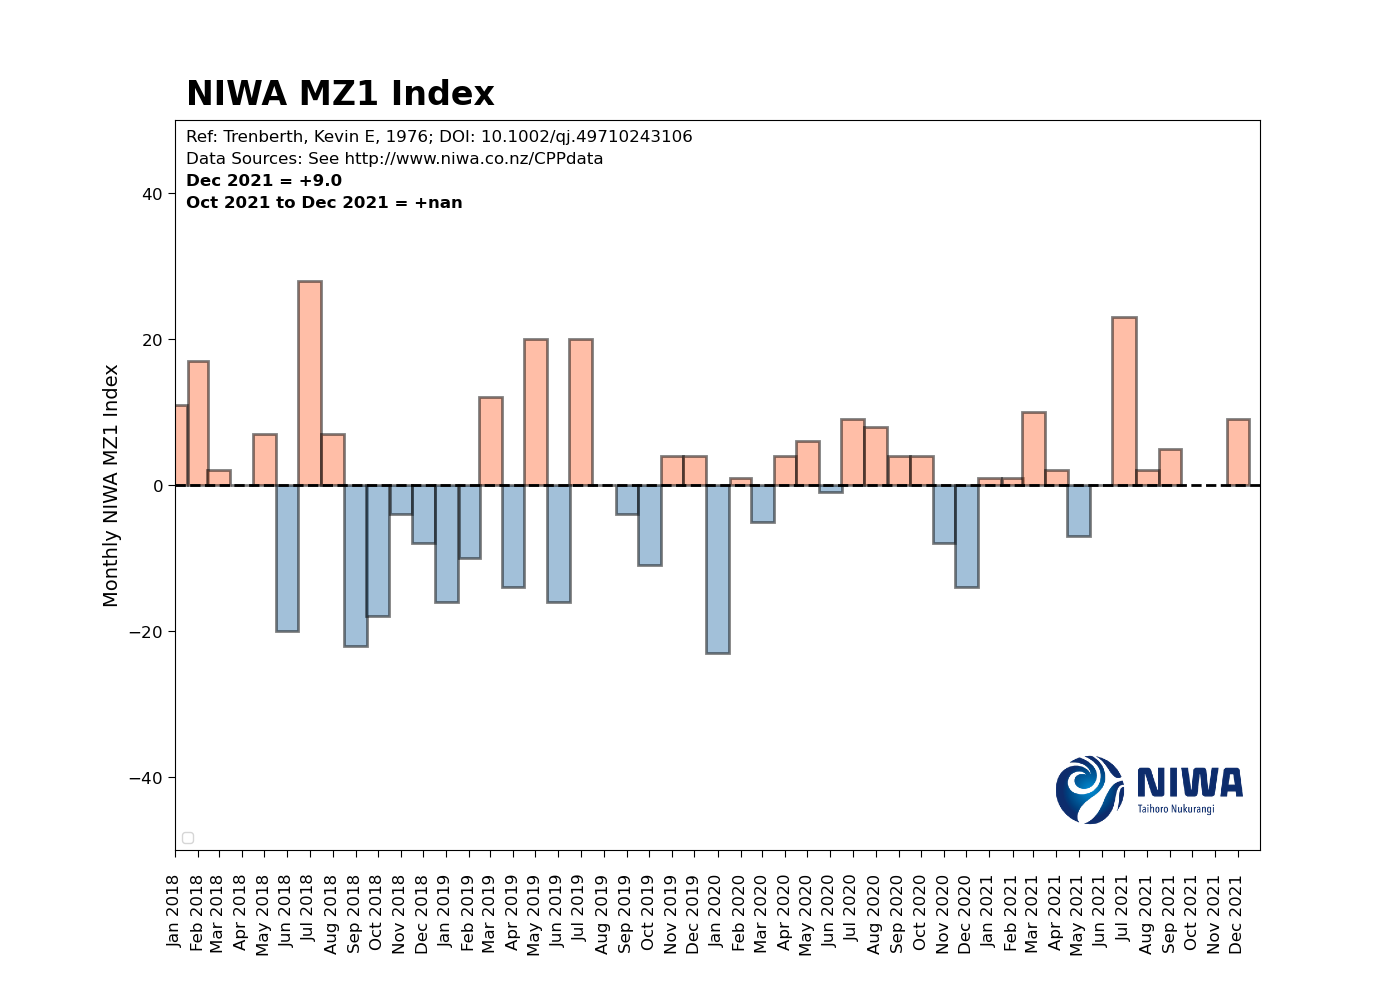 NIWA MZ1 Index
Ref: Trenberth, Kevin E, 1976; DOI: 10.1002/qj.49710243106
Data Sources: See http://www.niwa.co.nz/CPPdata
Dec 2021 = +9.0
Oct 2021 to Dec 2021 = +nan
Monthly NIWA MZ1 Index
40
20
0
−20
−40
NIWA
Taihoro Nukurangi
Jan 2018
Feb 2018
Mar 2018
Apr 2018
May 2018
Jun 2018
Jul 2018
Aug 2018
Sep 2018
Oct 2018
Nov 2018
Dec 2018
Jan 2019
Feb 2019
Mar 2019
Apr 2019
May 2019
Jun 2019
Jul 2019
Aug 2019
Sep 2019
Oct 2019
Nov 2019
Dec 2019
Jan 2020
Feb 2020
Mar 2020
Apr 2020
May 2020
Jun 2020
Jul 2020
Aug 2020
Sep 2020
Oct 2020
Nov 2020
Dec 2020
Jan 2021
Feb 2021
Mar 2021
Apr 2021
May 2021
Jun 2021
Jul 2021
Aug 2021
Sep 2021
Oct 2021
Nov 2021
Dec 2021